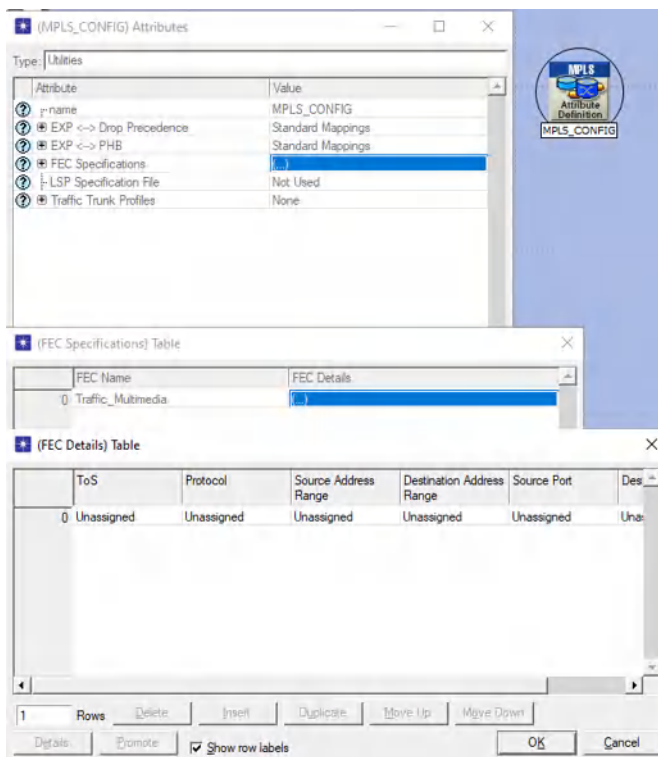 (MPLS_CONFIG) Attributes
Type: Utilities
Attribute Value
name MPLS_CONFIG
EXP <--> Drop Precedence Standard Mappings
EXP <--> PHB Standard Mappings
FEC Specifications (...)
LSP Specification File Not Used
Traffic Trunk Profiles None
MPLS
Attribute
Definition
MPLS_CONFIG
(FEC Specifications) Table
FEC Name FEC Details
0 Traffic_Multimedia (...)
(FEC Details) Table
ToS Protocol Source Address Range Destination Address Range Source Port Des
0 Unassigned Unassigned Unassigned Unassigned Unassigned Una
1 Rows Delete Insert Duplicate Move Up Move Down
Details Promote Show row labels OK Cancel